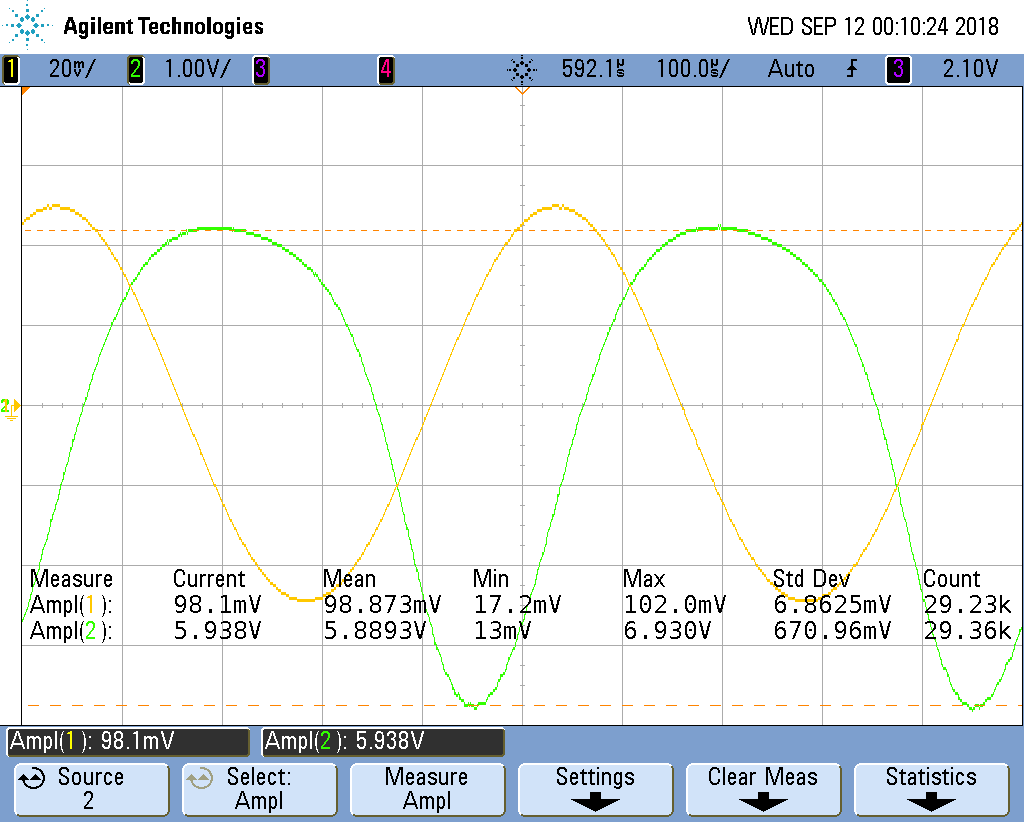 Agilent Technologies WED SEP 12 00:10:24 2018
1 20mV/ 2 1.00V/ 3 4 592.1µs 100.0µs/ Auto 3 2.10V
2
Measure Current Mean Min Max Std Dev Count
Ampl(1): 98.1mV 98.873mV 17.2mV 102.0mV 6.8625mV 29.23k
Ampl(2): 5.938V 5.8893V 13mV 6.930V 670.96mV 29.36k
Ampl(1): 98.1mV Ampl(2): 5.938V
Source Select: Measure Settings Clear Meas Statistics
2 Ampl Ampl